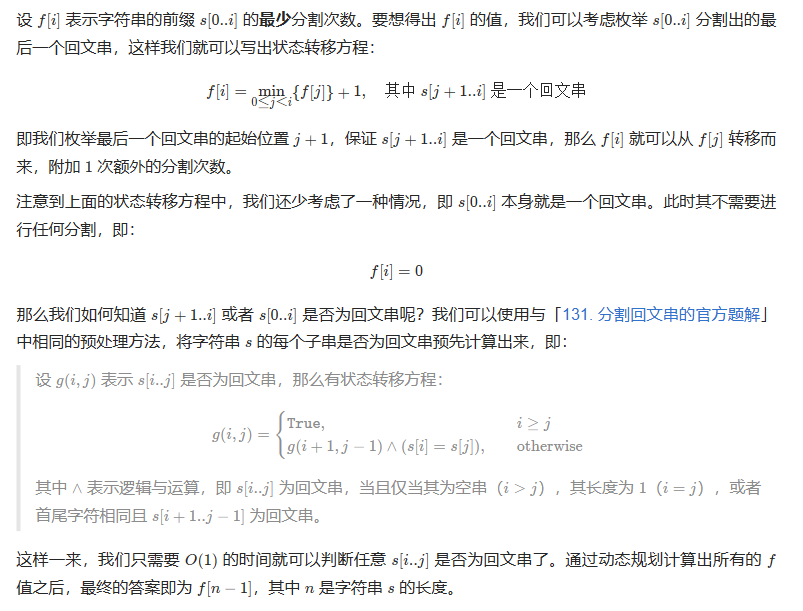 设 f[i] 表示字符串的前缀 s[0..i] 的最少分割次数。要想得出 f[i] 的值，我们可以考虑枚举 s[0..i] 分割出的最
后一个回文串，这样我们就可以写出状态转移方程：
f[i] = min_{0≤j<i}{f[j]} + 1, 其中 s[j + 1..i] 是一个回文串
即我们枚举最后一个回文串的起始位置 j + 1，保证 s[j + 1..i] 是一个回文串，那么 f[i] 就可以从 f[j] 转移而
来，附加 1 次额外的分割次数。
注意到上面的状态转移方程中，我们还少考虑了一种情况，即 s[0..i] 本身就是一个回文串。此时其不需要进
行任何分割，即：
f[i] = 0
那么我们如何知道 s[j + 1..i] 或者 s[0..i] 是否为回文串呢？我们可以使用与「131. 分割回文串的官方题解」
中相同的预处理方法，将字符串 s 的每个子串是否为回文串预先计算出来，即：
设 g(i, j) 表示 s[i..j] 是否为回文串，那么有状态转移方程：
g(i, j) = { True, i ≥ j
g(i + 1, j − 1) ∧ (s[i] = s[j]), otherwise
其中 ∧ 表示逻辑与运算，即 s[i..j] 为回文串，当且仅当其为空串（i > j），其长度为 1（i = j），或者
首尾字符相同且 s[i + 1..j − 1] 为回文串。
这样一来，我们只需要 O(1) 的时间就可以判断任意 s[i..j] 是否为回文串了。通过动态规划计算出所有的 f
值之后，最终的答案即为 f[n − 1]，其中 n 是字符串 s 的长度。